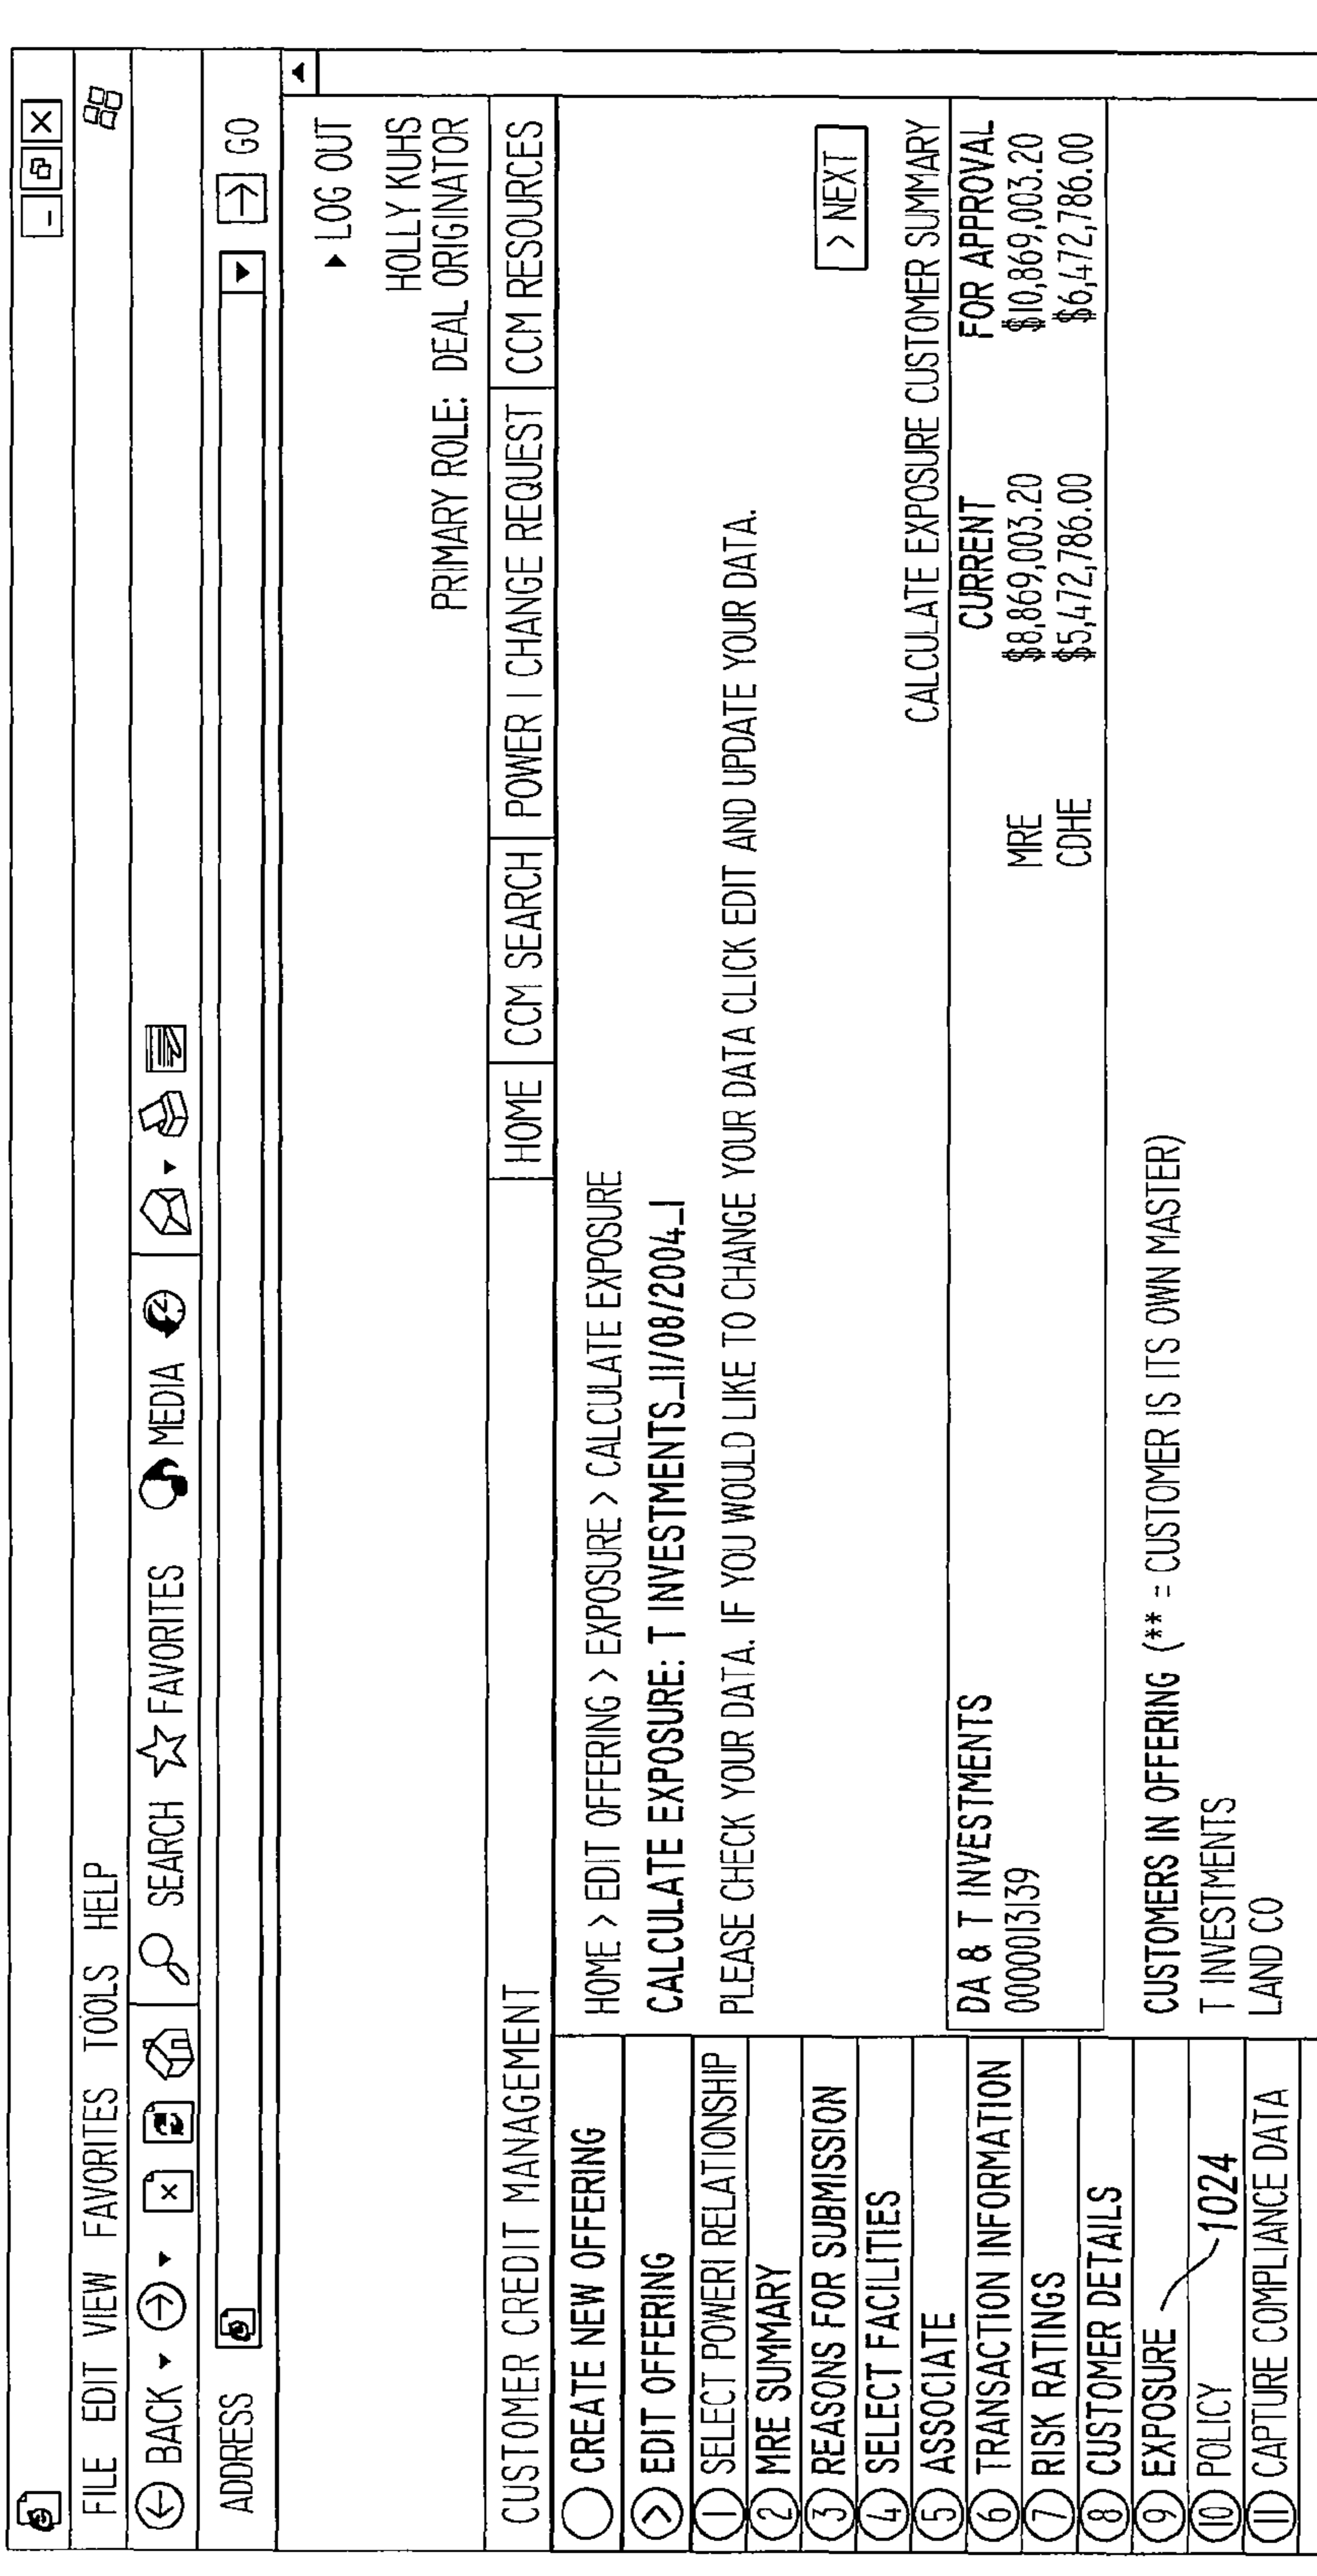 FILE EDIT VIEW FAVORITES TOOLS HELP
BACK SEARCH FAVORITES MEDIA
ADDRESS GO
LOG OUT
HOLLY KUHS
PRIMARY ROLE: DEAL ORIGINATOR
CUSTOMER CREDIT MANAGEMENT HOME CCM SEARCH POWER I CHANGE REQUEST CCM RESOURCES
CREATE NEW OFFERING
> EDIT OFFERING
1 SELECT POWERI RELATIONSHIP
2 MRE SUMMARY
3 REASONS FOR SUBMISSION
4 SELECT FACILITIES
5 ASSOCIATE
6 TRANSACTION INFORMATION
7 RISK RATINGS
8 CUSTOMER DETAILS
9 EXPOSURE
1024
10 POLICY
11 CAPTURE COMPLIANCE DATA
HOME > EDIT OFFERING > EXPOSURE > CALCULATE EXPOSURE
CALCULATE EXPOSURE: T INVESTMENTS_11/08/2004_1
PLEASE CHECK YOUR DATA. IF YOU WOULD LIKE TO CHANGE YOUR DATA CLICK EDIT AND UPDATE YOUR DATA.
> NEXT
CALCULATE EXPOSURE CUSTOMER SUMMARY
DA & T INVESTMENTS CURRENT FOR APPROVAL
0000013139 MRE $8,869,003.20 $10,869,003.20
CDHE $5,472,786.00 $6,472,786.00
CUSTOMERS IN OFFERING (** = CUSTOMER IS ITS OWN MASTER)
T INVESTMENTS
LAND CO